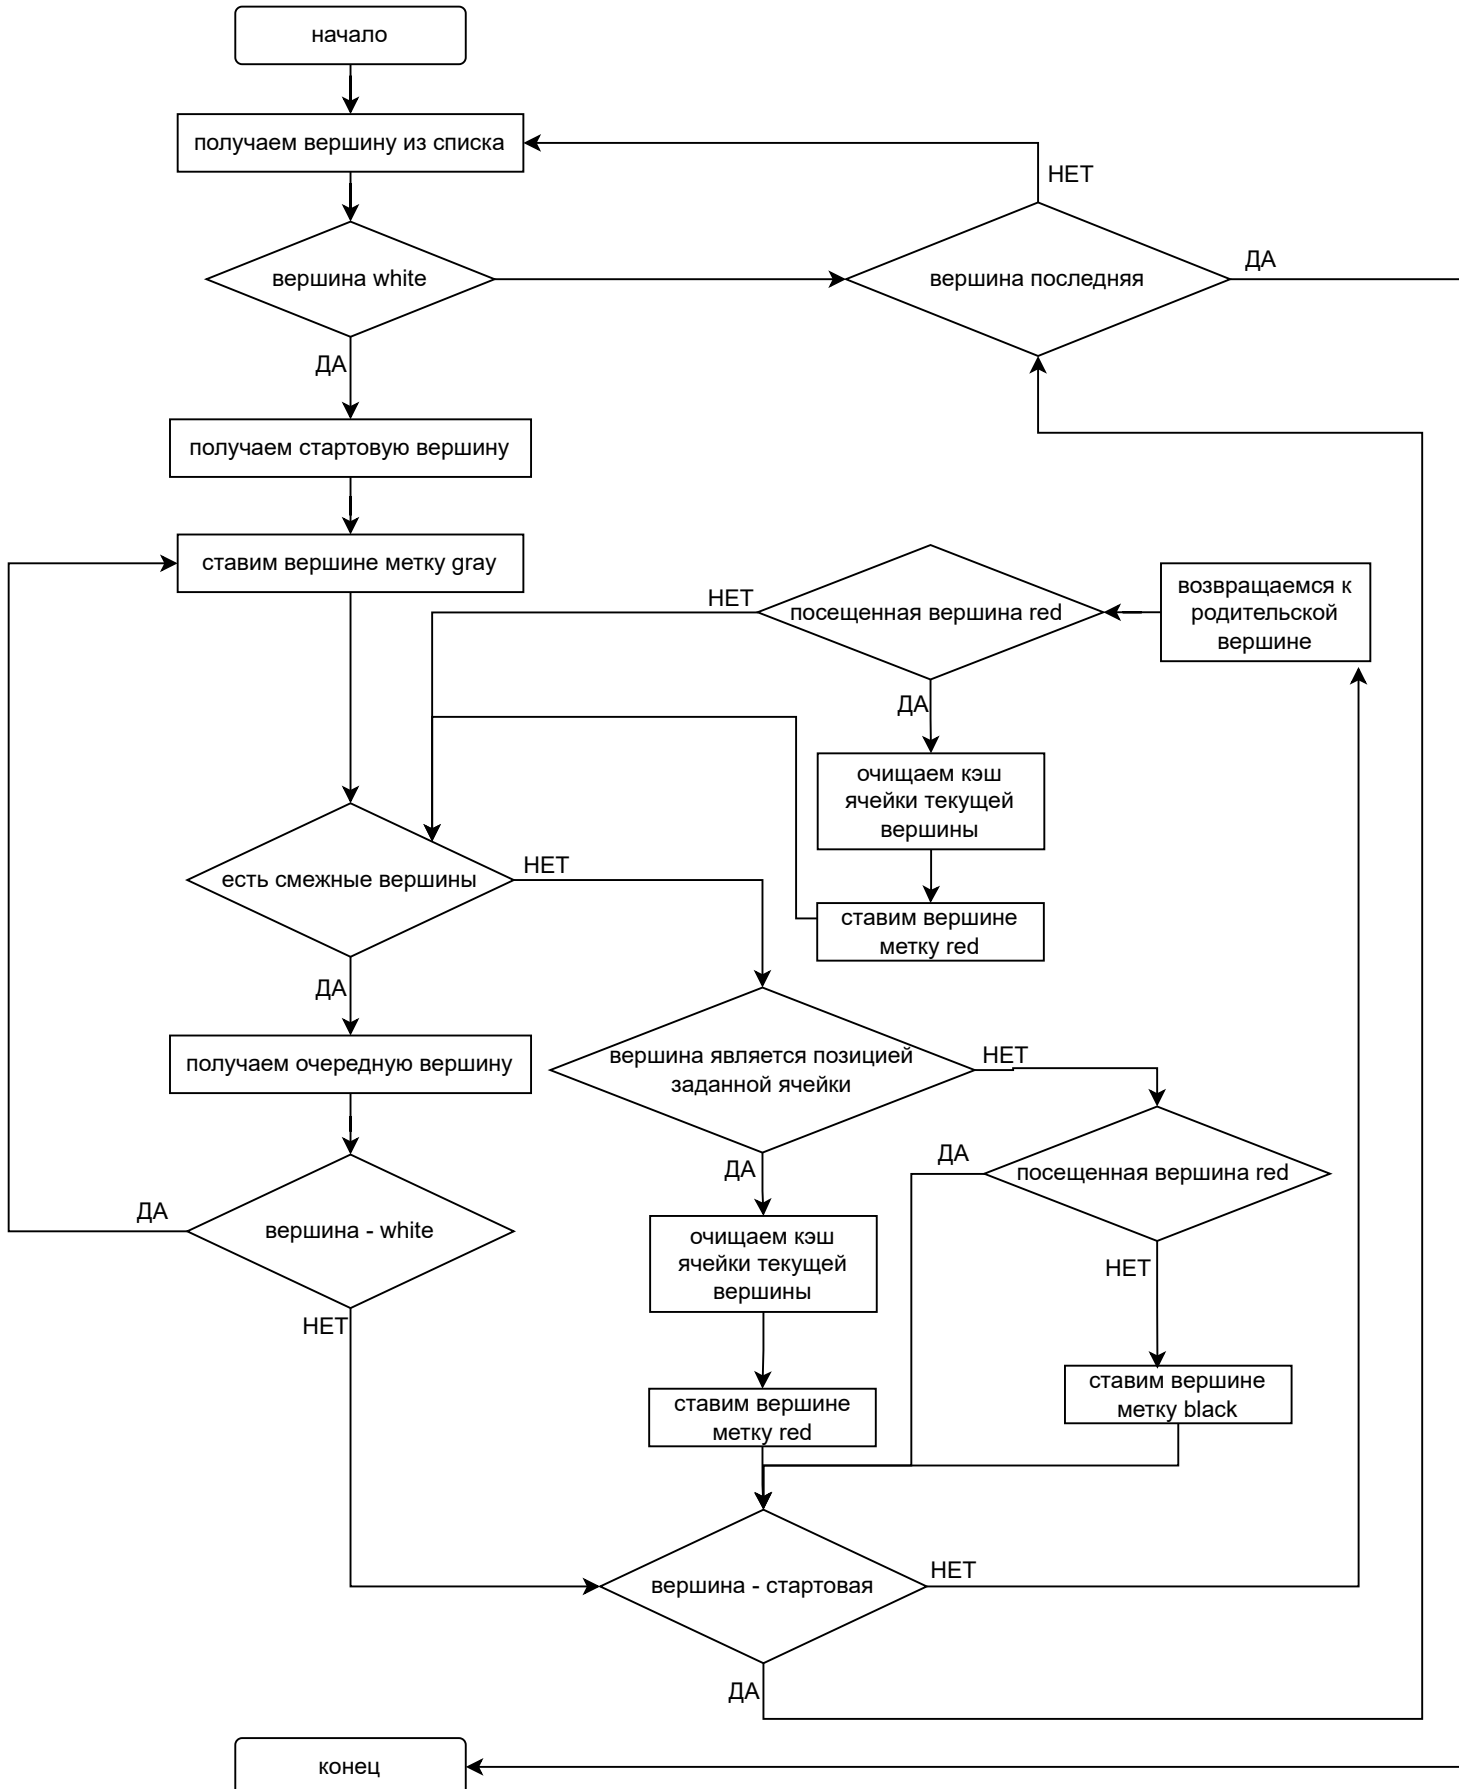 начало
получаем вершину из списка
НЕТ
вершина white
вершина последняя
ДА
ДА
получаем стартовую вершину
ставим вершине метку gray
НЕТ
посещенная вершина red
возвращаемся к
родительской
вершине
ДА
очищаем кэш
ячейки текущей
вершины
есть смежные вершины
НЕТ
ставим вершине
метку red
ДА
получаем очередную вершину
вершина является позицией
заданной ячейки
НЕТ
ДА
ДА
посещенная вершина red
ДА
вершина - white
очищаем кэш
ячейки текущей
вершины
НЕТ
НЕТ
ставим вершине
метку red
ставим вершине
метку black
вершина - стартовая
НЕТ
ДА
конец